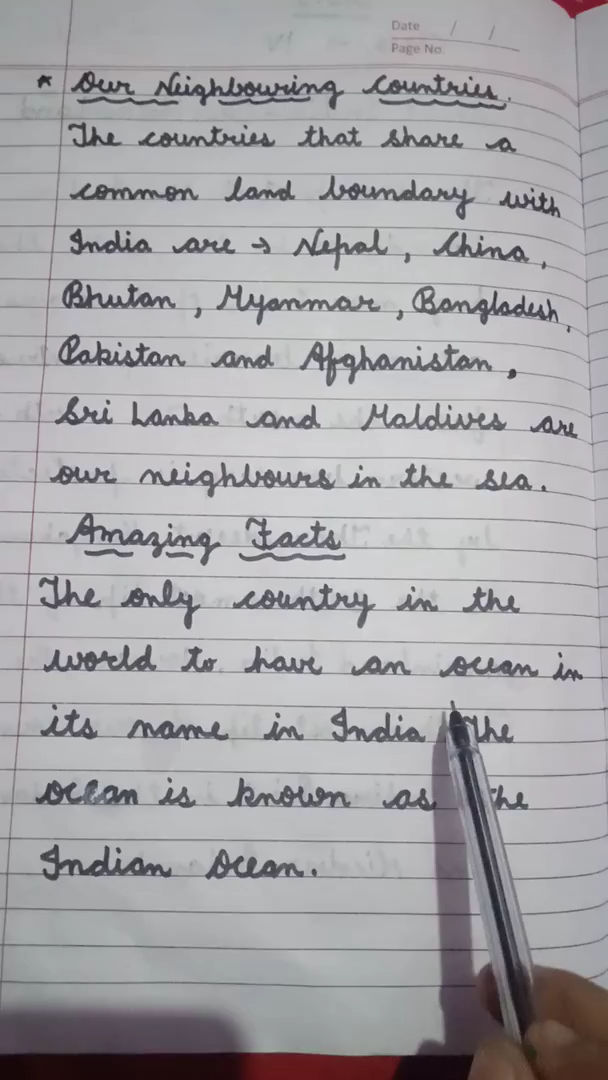 Date / /
Page No.
* Our Neighbouring Countries.
The countries that share a
common land boundary with
India are → Nepal, China,
Bhutan, Myanmar, Bangladesh,
Pakistan and Afghanistan,
Sri Lanka and Maldives are
our neighbours in the sea.
Amazing Facts
The only country in the
world to have an ocean in
its name in India The
ocean is known as the
Indian Ocean.